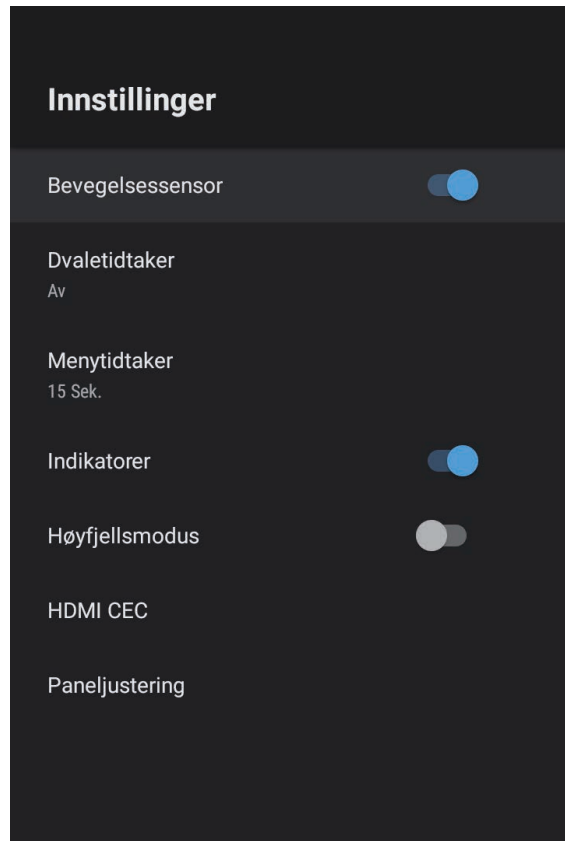 Innstillinger
Bevegelsessensor
Dvaletidtaker
Av
Menytidtaker
15 Sek.
Indikatorer
Høyfjellsmodus
HDMI CEC
Paneljustering